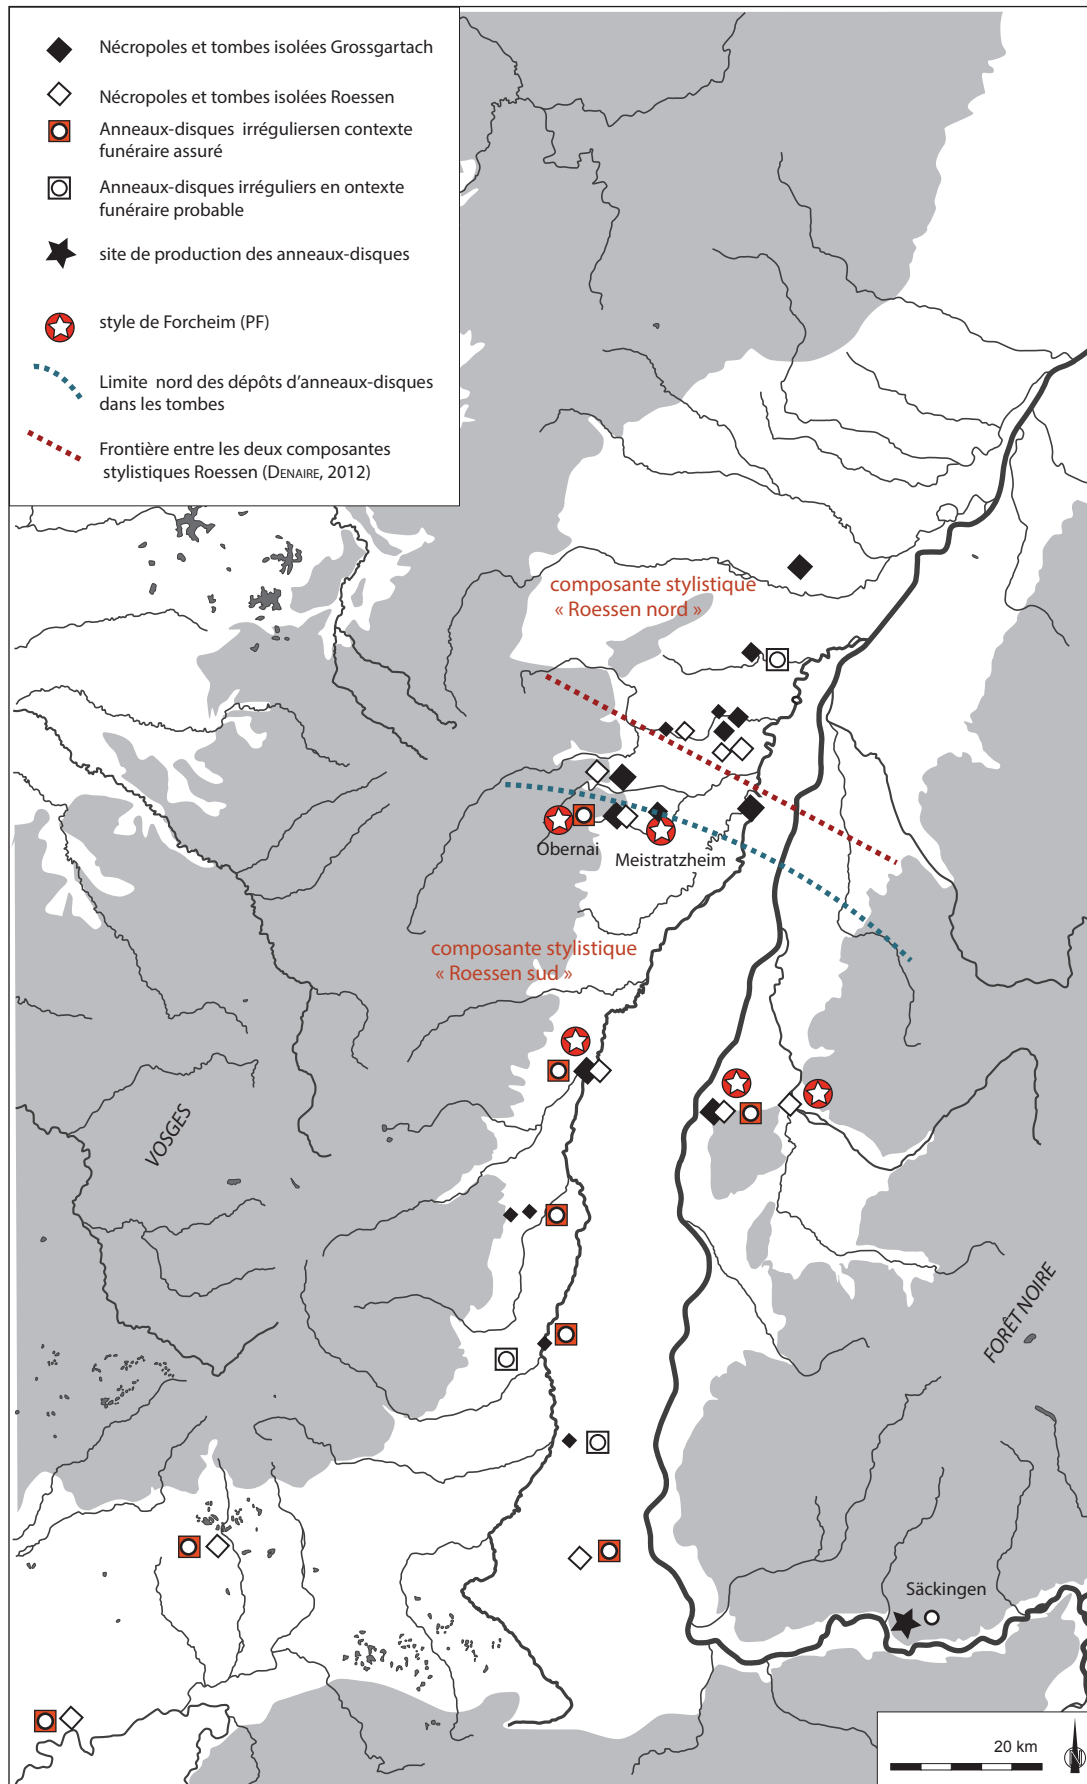 Nécropoles et tombes isolées Grossgartach
Nécropoles et tombes isolées Roessen
Anneaux-disques irréguliersen contexte
funéraire assuré
Anneaux-disques irréguliers en ontexte
funéraire probable
site de production des anneaux-disques
style de Forcheim (PF)
Limite nord des dépôts d'anneaux-disques
dans les tombes
Frontière entre les deux composantes
stylistiques Roessen (DENAIRE, 2012)
composante stylistique
« Roessen nord »
Obernai
Meistratzheim
composante stylistique
« Roessen sud »
VOSGES
FORÊT NOIRE
Säckingen
20 km
N